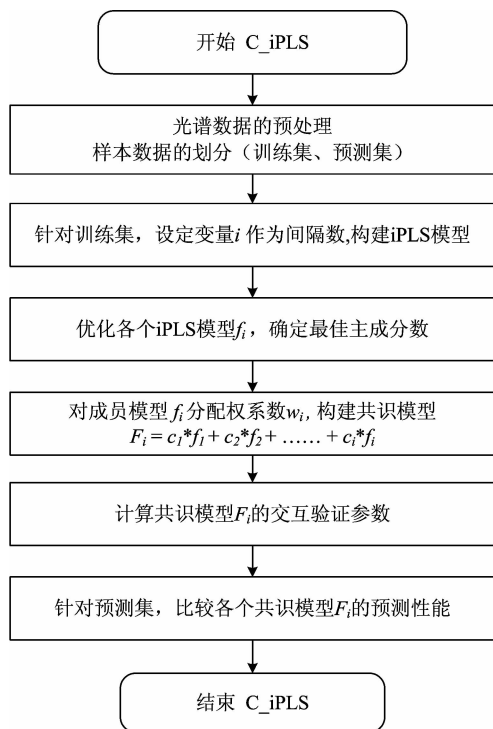 开始 C_iPLS
光谱数据的预处理
样本数据的划分（训练集、预测集）
针对训练集，设定变量i 作为间隔数,构建iPLS模型
优化各个iPLS模型fi，确定最佳主成分数
对成员模型 fi 分配权系数wi, 构建共识模型
Fi = c1*f1 + c2*f2 + …… + ci*fi
计算共识模型Fi的交互验证参数
针对预测集，比较各个共识模型Fi的预测性能
结束 C_iPLS